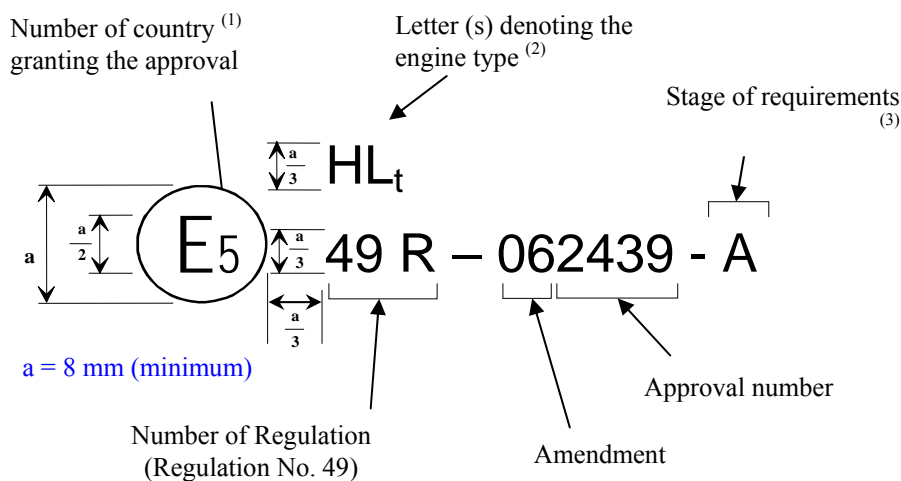 Number of country (1)
granting the approval
Letter (s) denoting the
engine type (2)
Stage of requirements
(3)
a
3
HLt
a
a
2
E5
a
3
49 R – 062439 - A
a
3
a = 8 mm (minimum)
Approval number
Number of Regulation
(Regulation No. 49)
Amendment